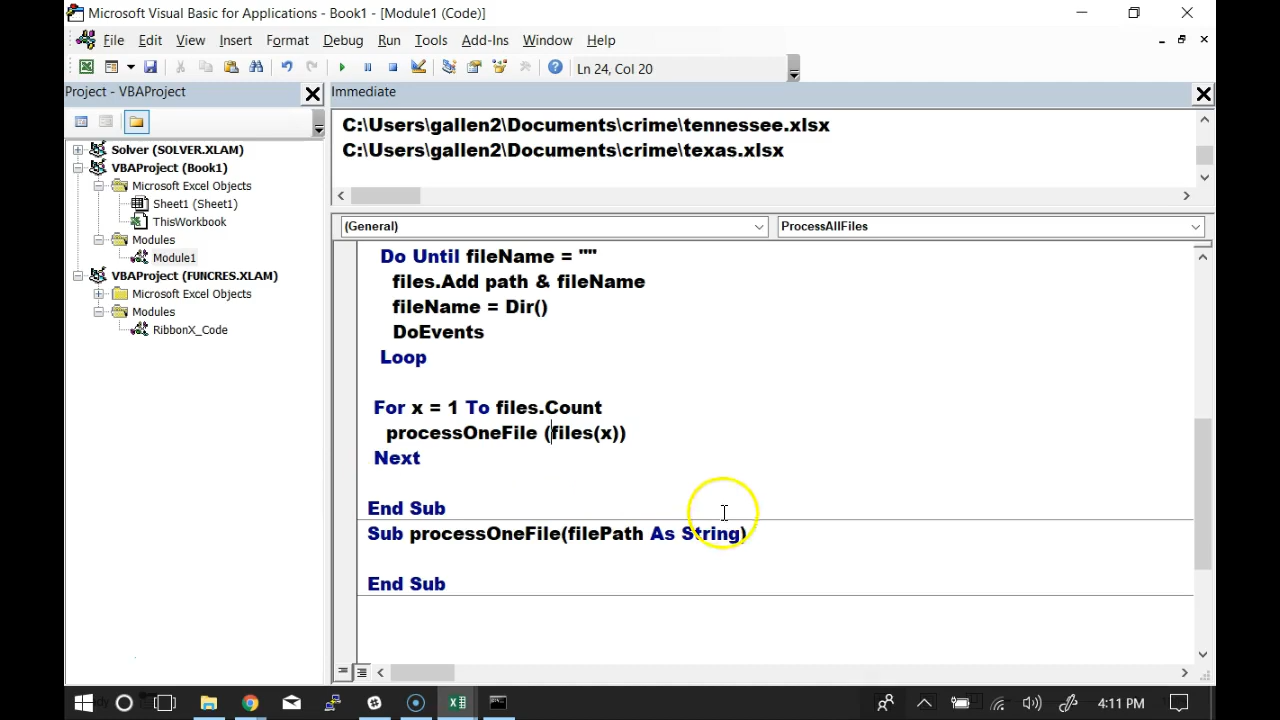 Microsoft Visual Basic for Applications - Book1 - [Module1 (Code)]
File Edit View Insert Format Debug Run Tools Add-Ins Window Help
Ln 24, Col 20
Project - VBAProject
Immediate
C:\Users\gallen2\Documents\crime\tennessee.xlsx
C:\Users\gallen2\Documents\crime\texas.xlsx
Solver (SOLVER.XLAM)
VBAProject (Book1)
Microsoft Excel Objects
Sheet1 (Sheet1)
ThisWorkbook
Modules
Module1
VBAProject (FUNCRES.XLAM)
Microsoft Excel Objects
Modules
RibbonX_Code
(General)
ProcessAllFiles
Do Until fileName = ""
files.Add path & fileName
fileName = Dir()
DoEvents
Loop
For x = 1 To files.Count
processOneFile (files(x))
Next
End Sub
Sub processOneFile(filePath As String)
End Sub
4:11 PM